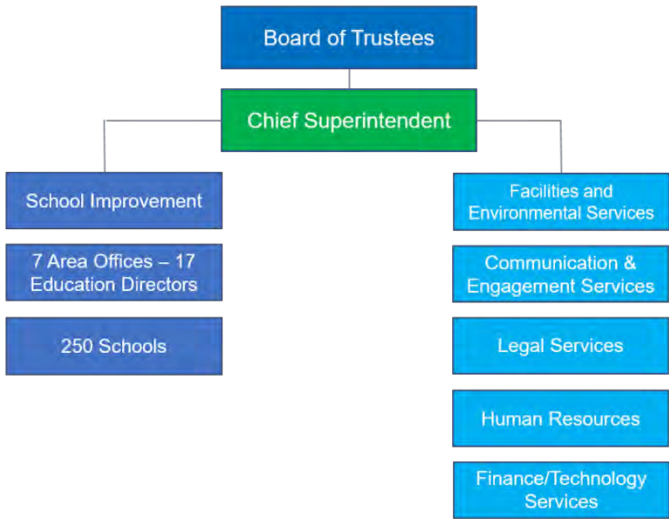 Board of Trustees
Chief Superintendent
School Improvement
7 Area Offices – 17
Education Directors
250 Schools
Facilities and
Environmental Services
Communication &
Engagement Services
Legal Services
Human Resources
Finance/Technology
Services